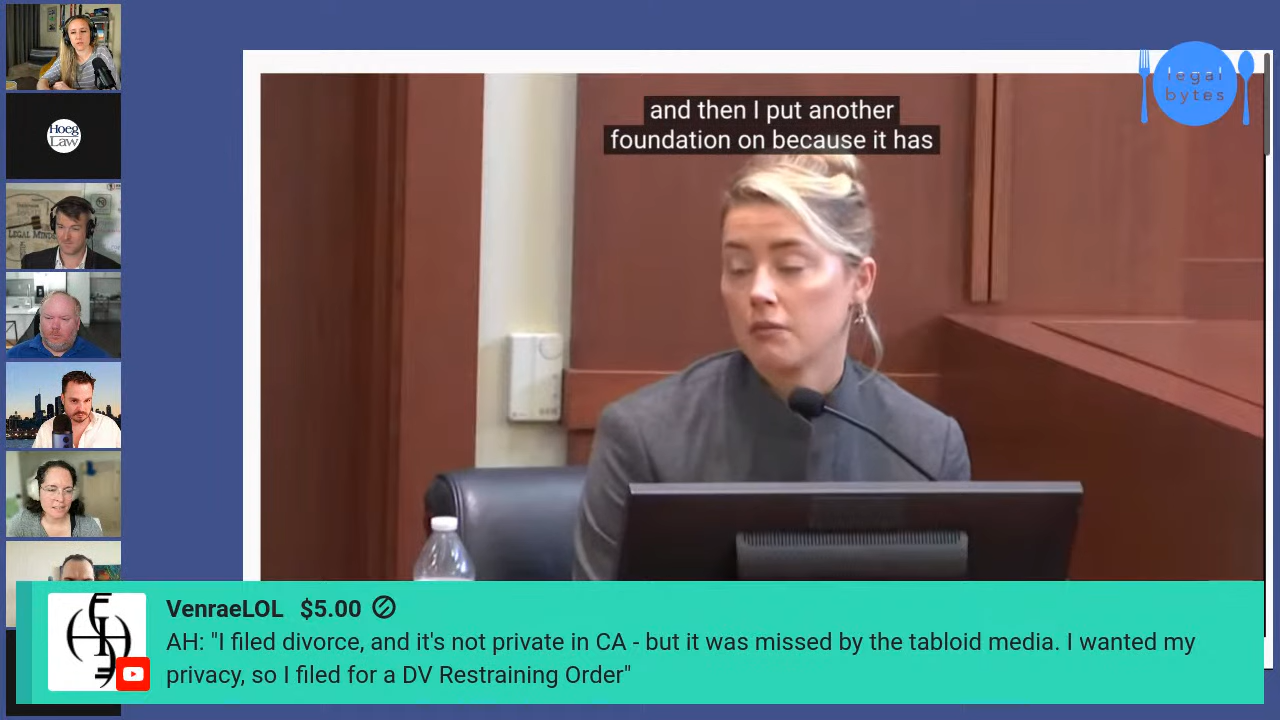 and then I put another
foundation on because it has
legal
bytes
Hoeg
Law
LEGAL MINDS
VenraeLOL $5.00
AH: "I filed divorce, and it's not private in CA - but it was missed by the tabloid media. I wanted my
privacy, so I filed for a DV Restraining Order"